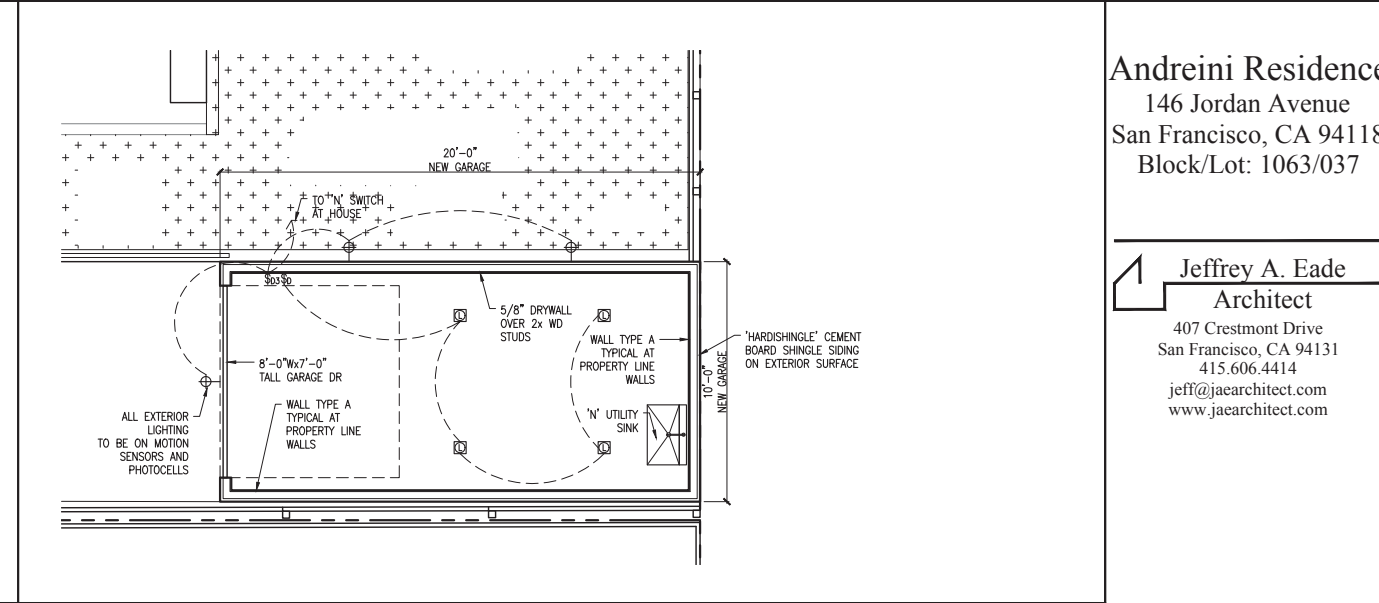 20'-0"
NEW GARAGE
TO 'N' SWITCH
AT HOUSE
$D3$D
5/8" DRYWALL
OVER 2x WD
STUDS
WALL TYPE A
TYPICAL AT
PROPERTY LINE
WALLS
'HARDISHINGLE' CEMENT
BOARD SHINGLE SIDING
ON EXTERIOR SURFACE
10'-0"
NEW GARAGE
8'-0"Wx7'-0"
TALL GARAGE DR
WALL TYPE A
TYPICAL AT
PROPERTY LINE
WALLS
'N' UTILITY
SINK
ALL EXTERIOR
LIGHTING
TO BE ON MOTION
SENSORS AND
PHOTOCELLS
L
L
L
L
Andreini Residence
146 Jordan Avenue
San Francisco, CA 94118
Block/Lot: 1063/037
Jeffrey A. Eade
Architect
407 Crestmont Drive
San Francisco, CA 94131
415.606.4414
jeff@jaearchitect.com
www.jaearchitect.com